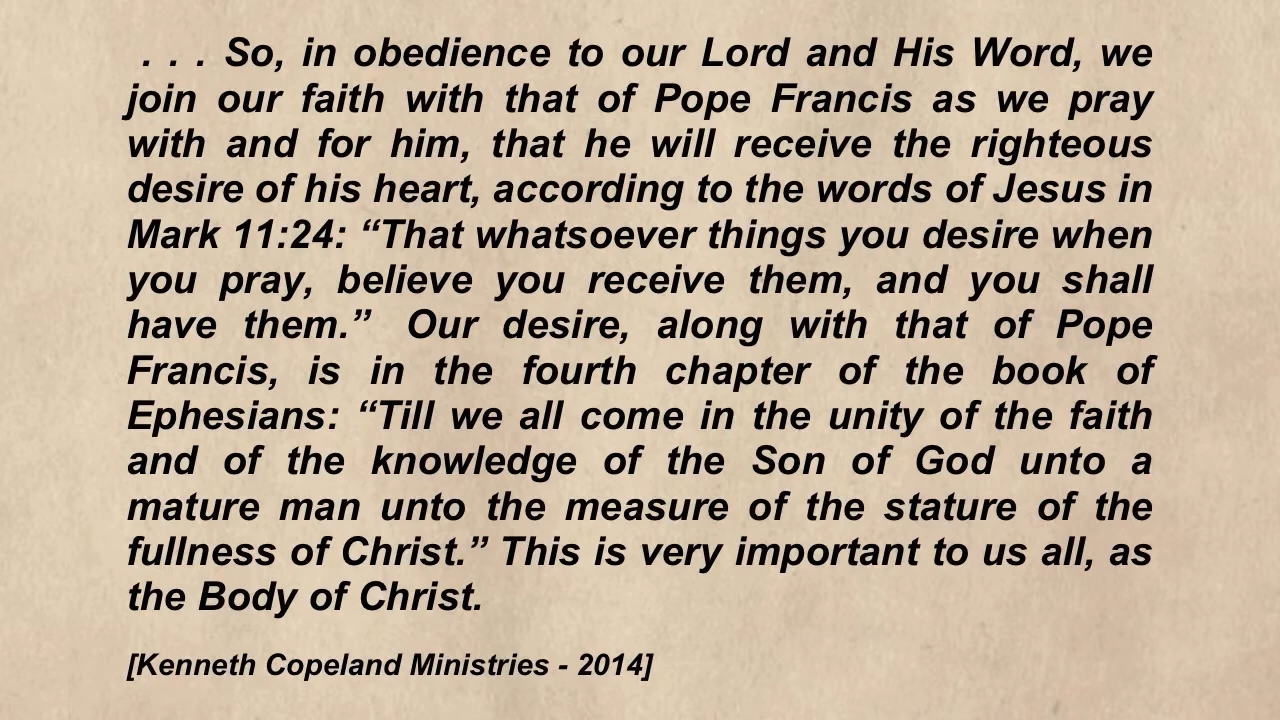 . . . So, in obedience to our Lord and His Word, we
join our faith with that of Pope Francis as we pray
with and for him, that he will receive the righteous
desire of his heart, according to the words of Jesus in
Mark 11:24: “That whatsoever things you desire when
you pray, believe you receive them, and you shall
have them.” Our desire, along with that of Pope
Francis, is in the fourth chapter of the book of
Ephesians: “Till we all come in the unity of the faith
and of the knowledge of the Son of God unto a
mature man unto the measure of the stature of the
fullness of Christ.” This is very important to us all, as
the Body of Christ.
[Kenneth Copeland Ministries - 2014]